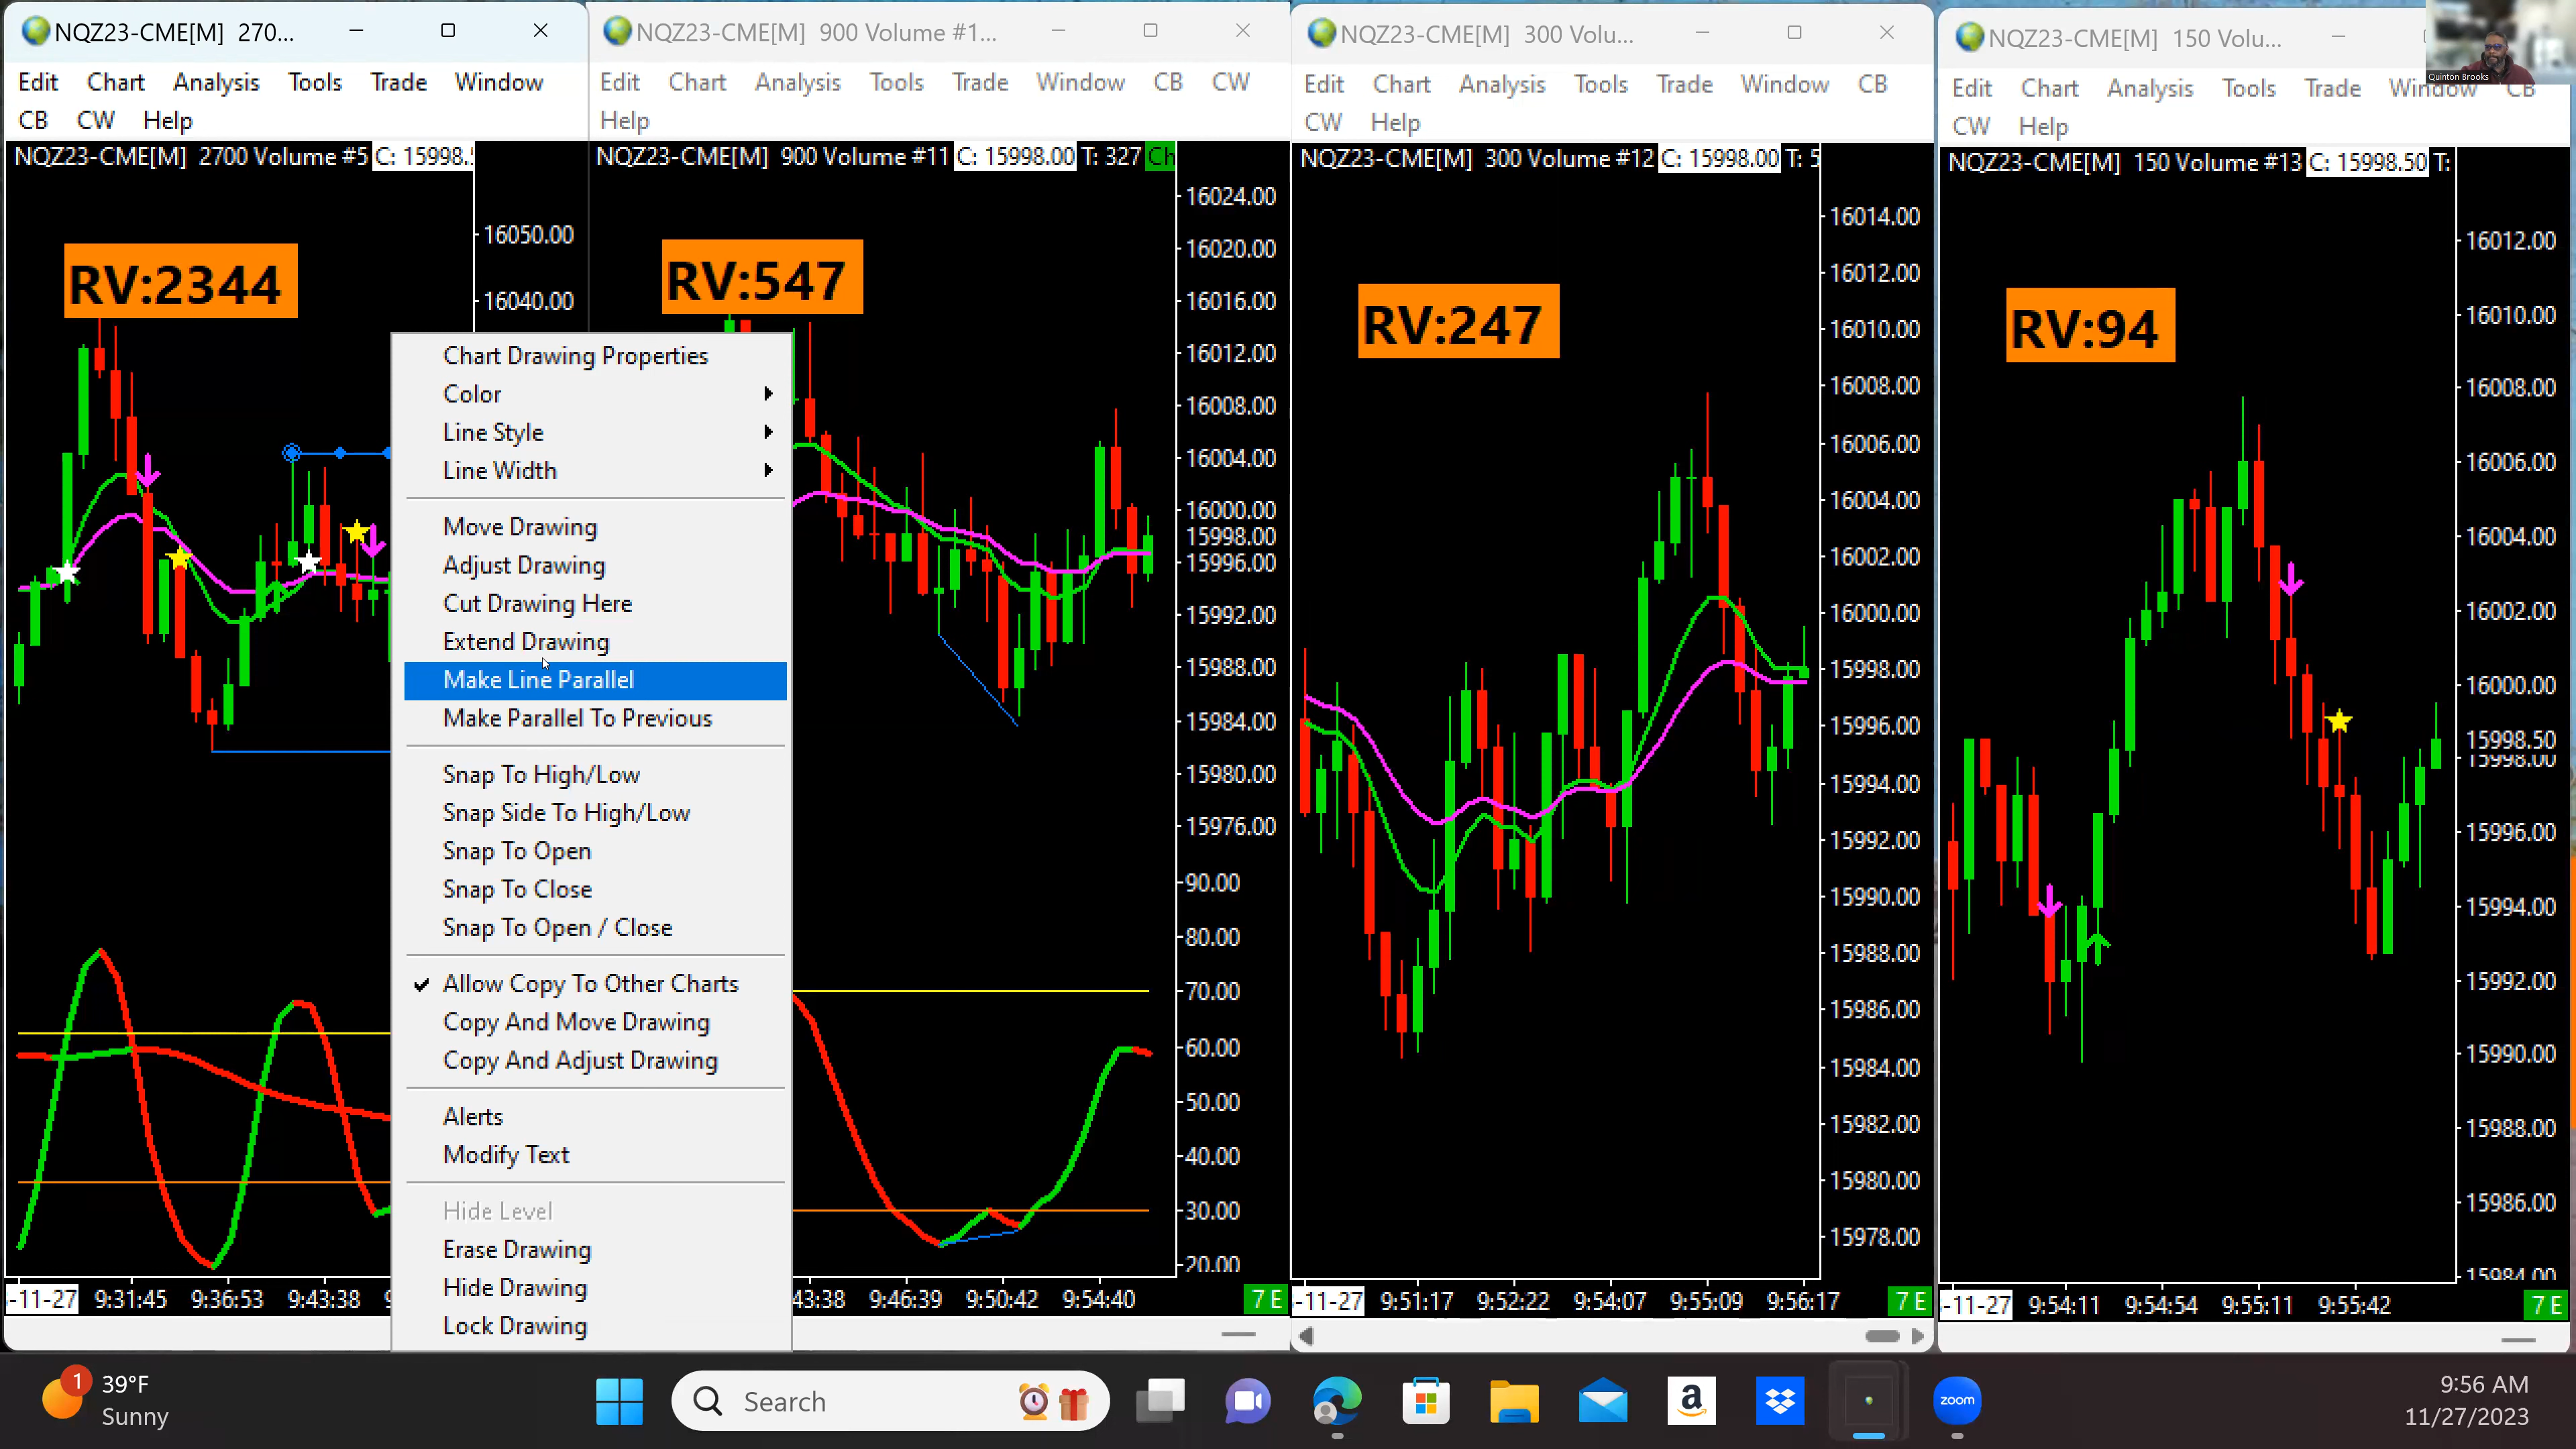 NQZ23-CME[M] 270...
Edit Chart Analysis Tools Trade Window
CB CW Help
NQZ23-CME[M] 2700 Volume #5 C: 15998.
RV:2344
16050.00
16040.00
-11-27 9:31:45 9:36:53 9:43:38
Chart Drawing Properties
Color
Line Style
Line Width
Move Drawing
Adjust Drawing
Cut Drawing Here
Extend Drawing
Make Line Parallel
Make Parallel To Previous
Snap To High/Low
Snap Side To High/Low
Snap To Open
Snap To Close
Snap To Open / Close
Allow Copy To Other Charts
Copy And Move Drawing
Copy And Adjust Drawing
Alerts
Modify Text
Hide Level
Erase Drawing
Hide Drawing
Lock Drawing
NQZ23-CME[M] 900 Volume #1...
Edit Chart Analysis Tools Trade Window CB CW
Help
NQZ23-CME[M] 900 Volume #11 C: 15998.00 T: 327 Ch
RV:547
16024.00
16020.00
16016.00
16012.00
16008.00
16004.00
16000.00
15998.00
15996.00
15992.00
15988.00
15984.00
15980.00
15976.00
90.00
80.00
70.00
60.00
50.00
40.00
30.00
20.00
43:38 9:46:39 9:50:42 9:54:40 7 E
NQZ23-CME[M] 300 Volu...
Edit Chart Analysis Tools Trade Window CB
CW Help
NQZ23-CME[M] 300 Volume #12 C: 15998.00 T: 5
RV:247
16014.00
16012.00
16010.00
16008.00
16006.00
16004.00
16002.00
16000.00
15998.00
15996.00
15994.00
15992.00
15990.00
15988.00
15986.00
15984.00
15982.00
15980.00
15978.00
-11-27 9:51:17 9:52:22 9:54:07 9:55:09 9:56:17 7 E
NQZ23-CME[M] 150 Volu...
Quinton Brooks
Edit Chart Analysis Tools Trade Window CB
CW Help
NQZ23-CME[M] 150 Volume #13 C: 15998.50 T:
RV:94
16012.00
16010.00
16008.00
16006.00
16004.00
16002.00
16000.00
15998.50
15998.00
15996.00
15994.00
15992.00
15990.00
15988.00
15986.00
15984.00
-11-27 9:54:11 9:54:54 9:55:11 9:55:42 7 E
1
39°F
Sunny
Search
a
zoom
9:56 AM
11/27/2023